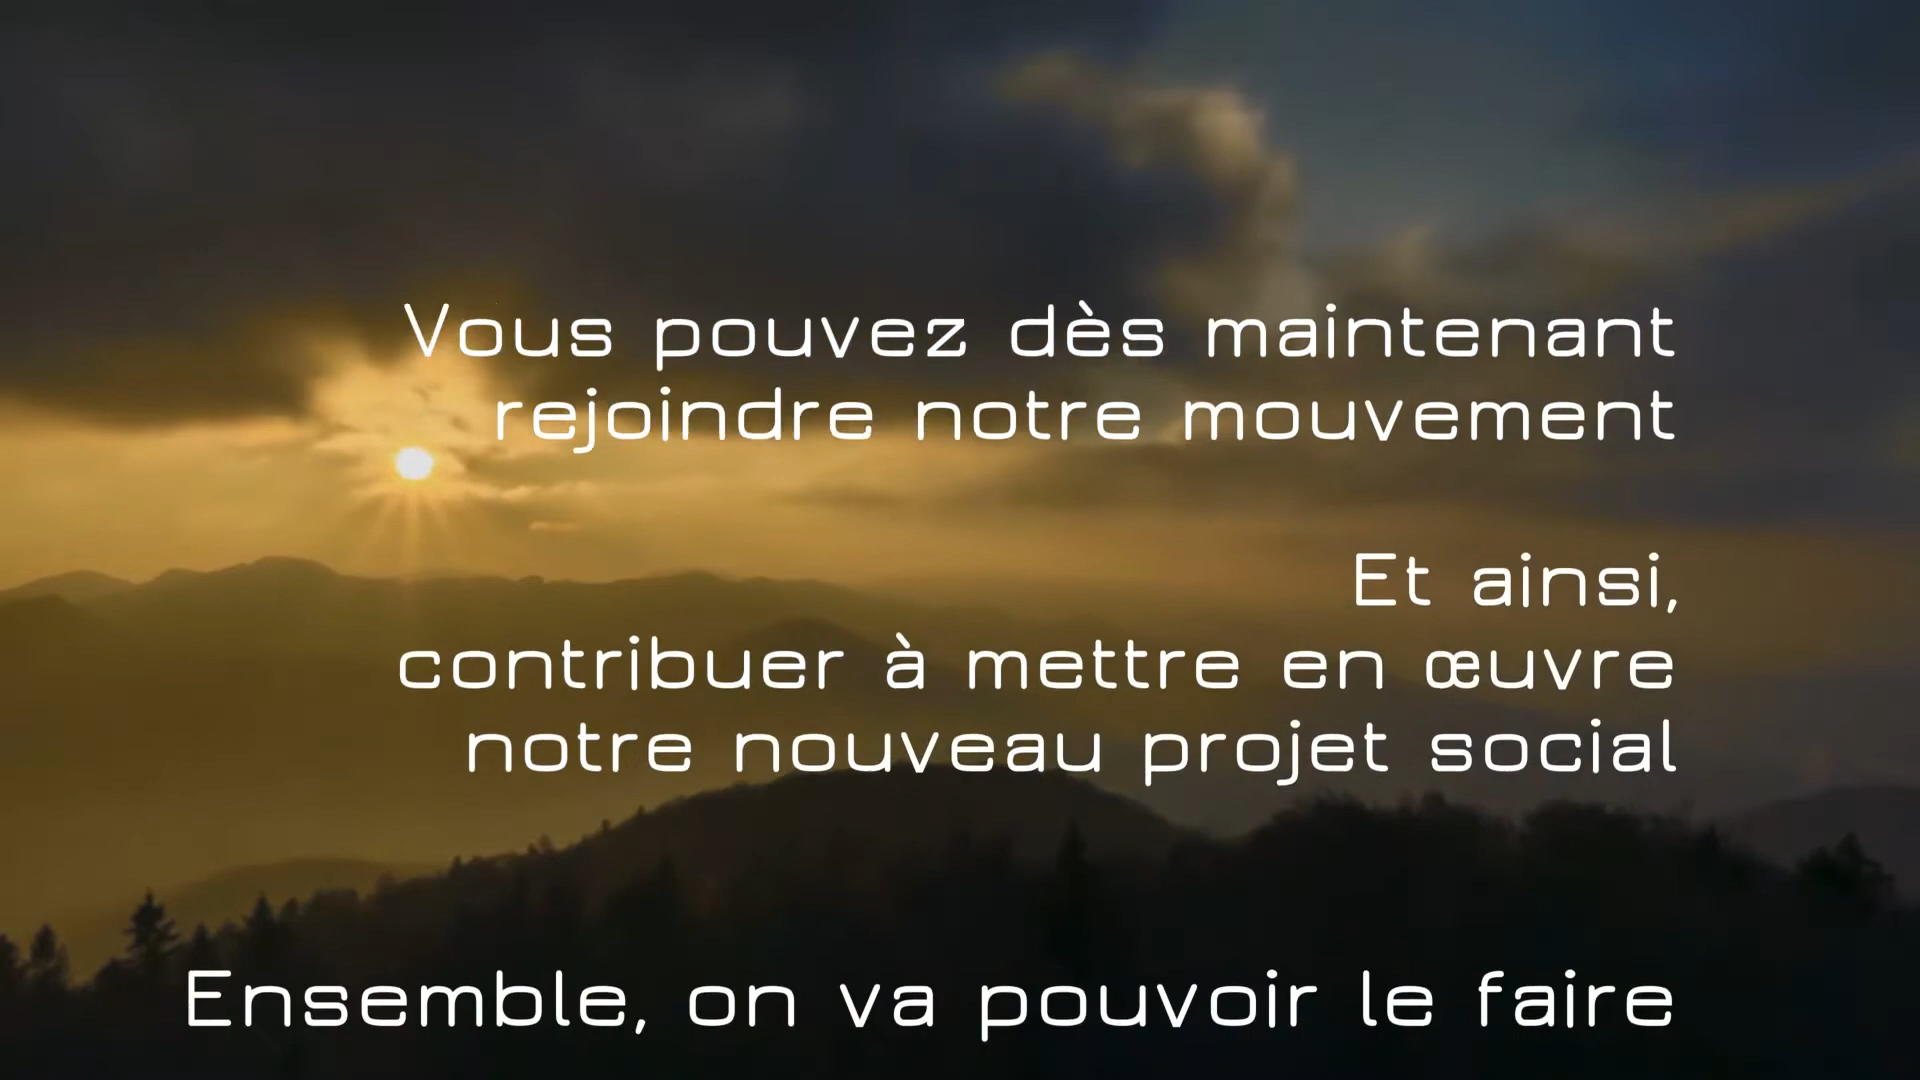 Vous pouvez dès maintenant
rejoindre notre mouvement
Et ainsi,
contribuer à mettre en œuvre
notre nouveau projet social
Ensemble, on va pouvoir le faire